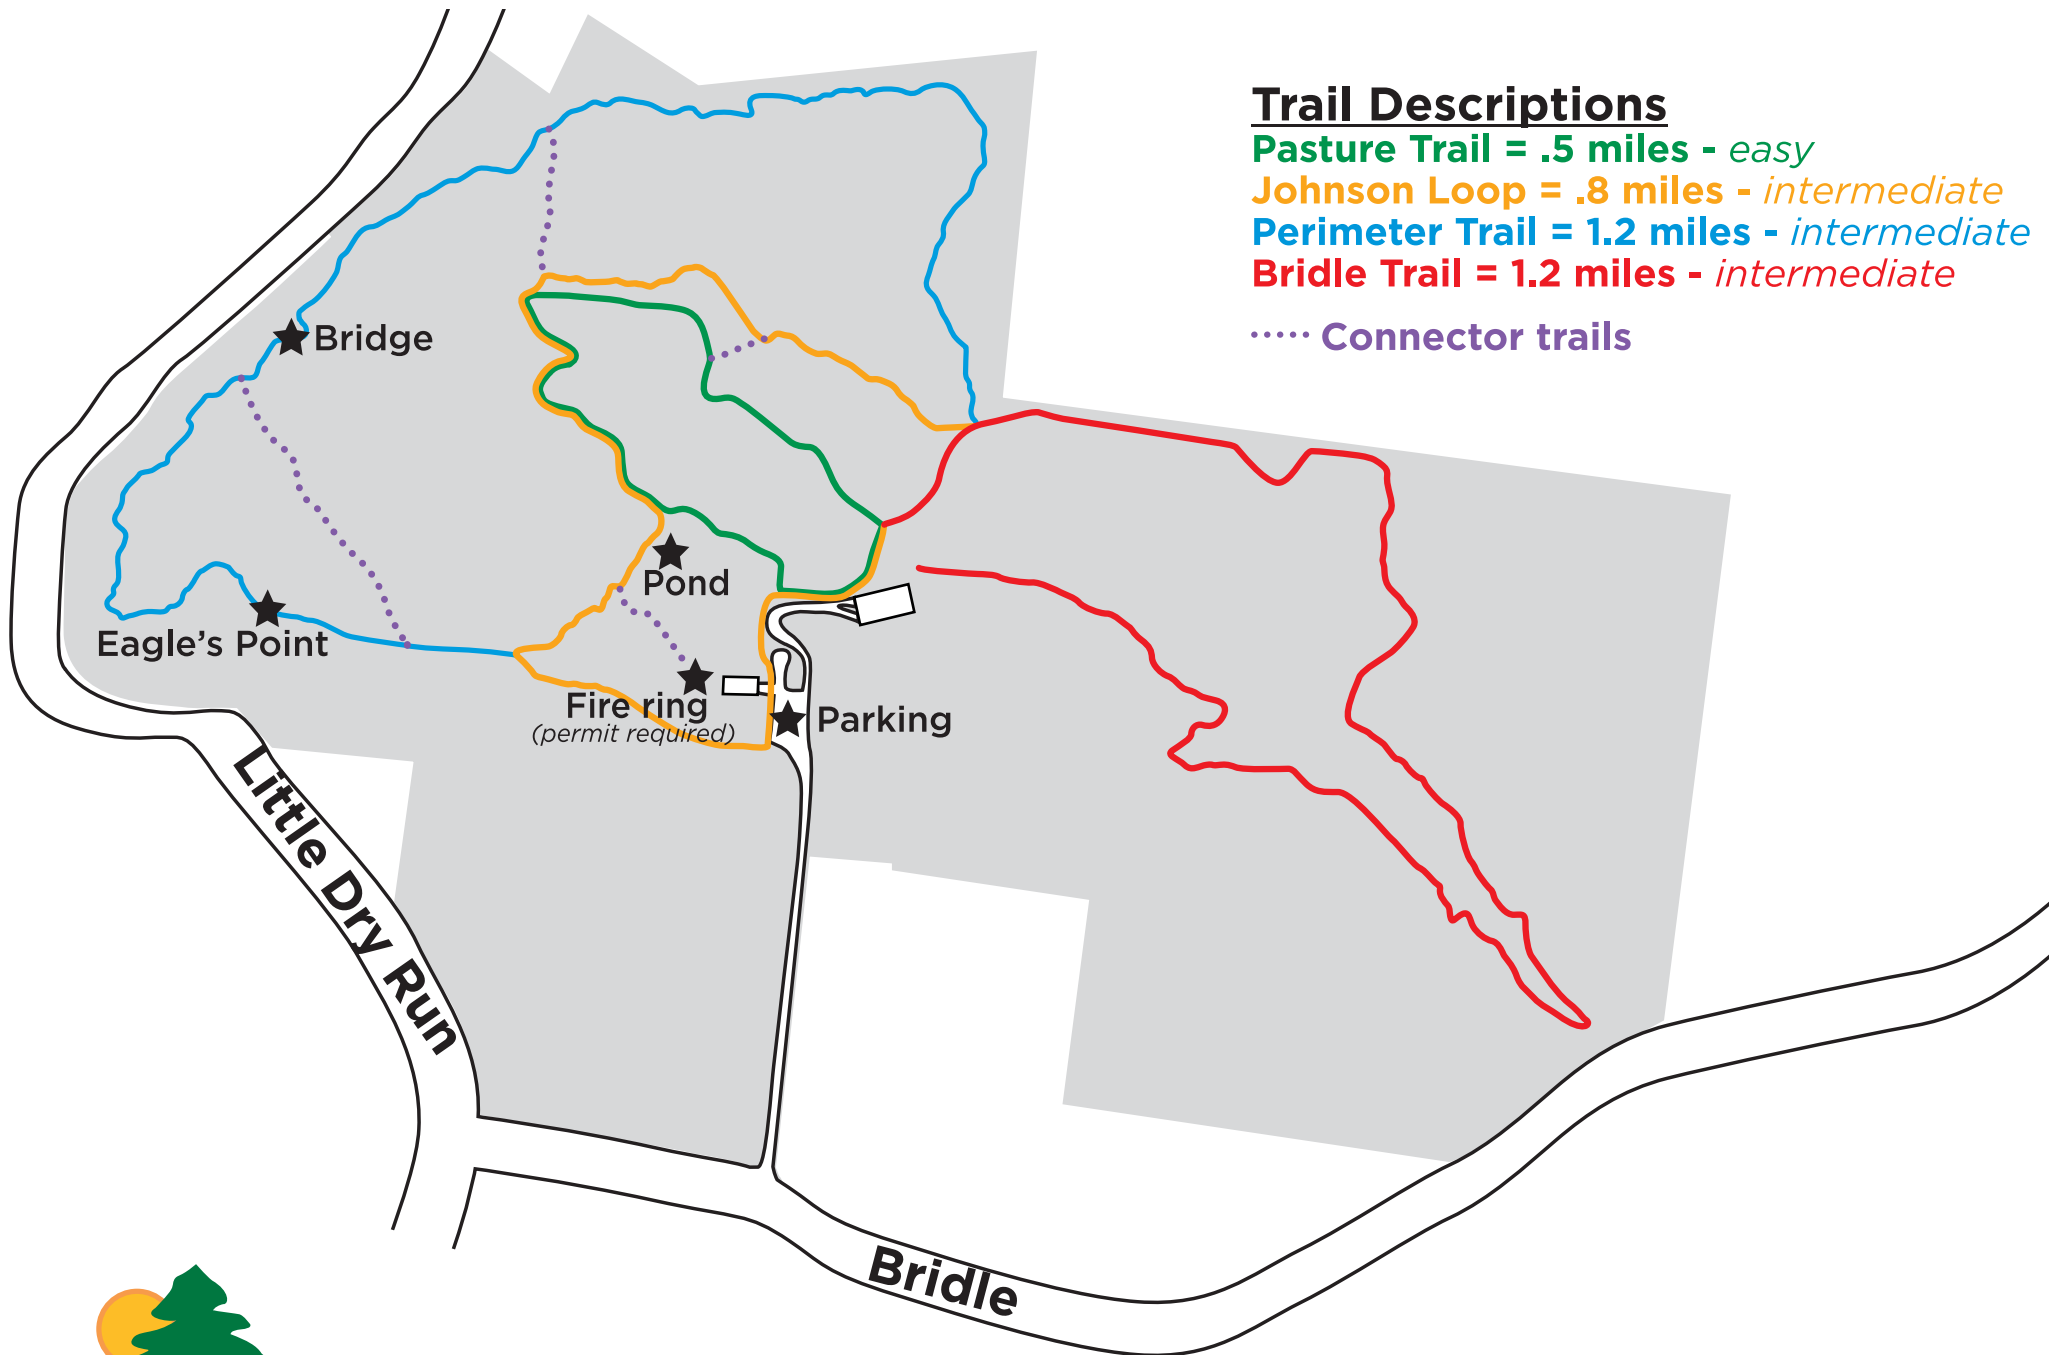 Trail Descriptions
Pasture Trail = .5 miles - easy
Johnson Loop = .8 miles - intermediate
Perimeter Trail = 1.2 miles - intermediate
Bridle Trail = 1.2 miles - intermediate
Connector trails
Bridge
Pond
Eagle's Point
Fire ring
(permit required)
Parking
Little Dry Run
Bridle